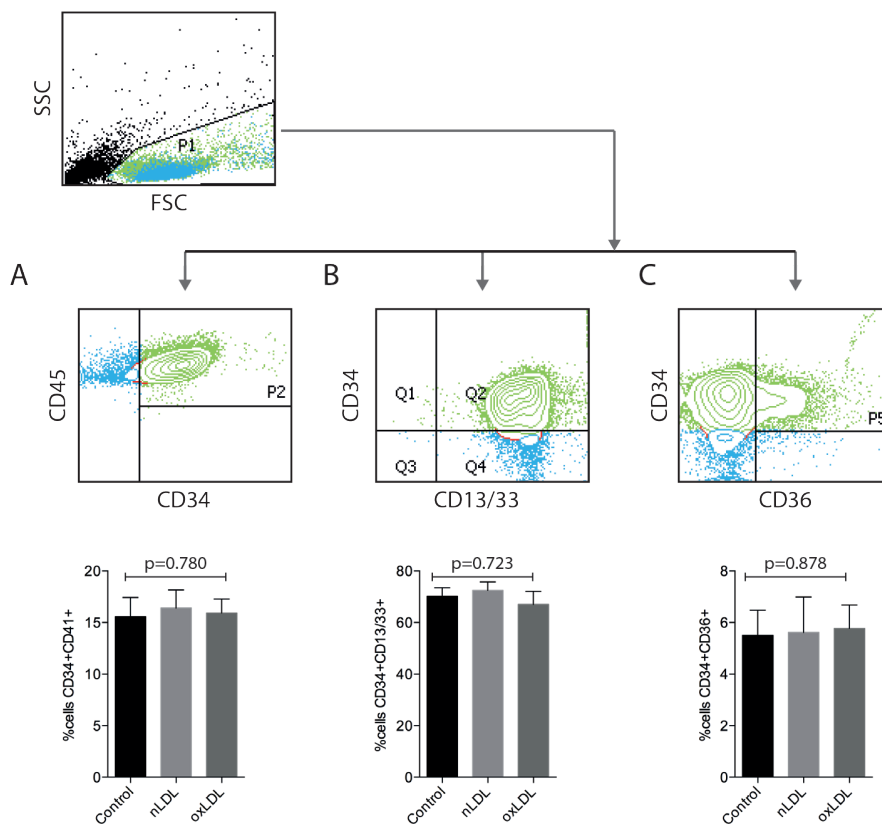 SSC
P1
FSC
A
B
C
CD45
P2
CD34
CD34
Q1
Q2
Q3
Q4
CD13/33
CD34
P5
CD36
%cells CD34+CD41+
p=0.780
20
15
10
5
0
Control
nLDL
oxLDL
%cells CD34+CD13/33+
p=0.723
80
60
40
20
0
Control
nLDL
oxLDL
%cells CD34+CD36+
p=0.878
8
6
4
2
0
Control
nLDL
oxLDL